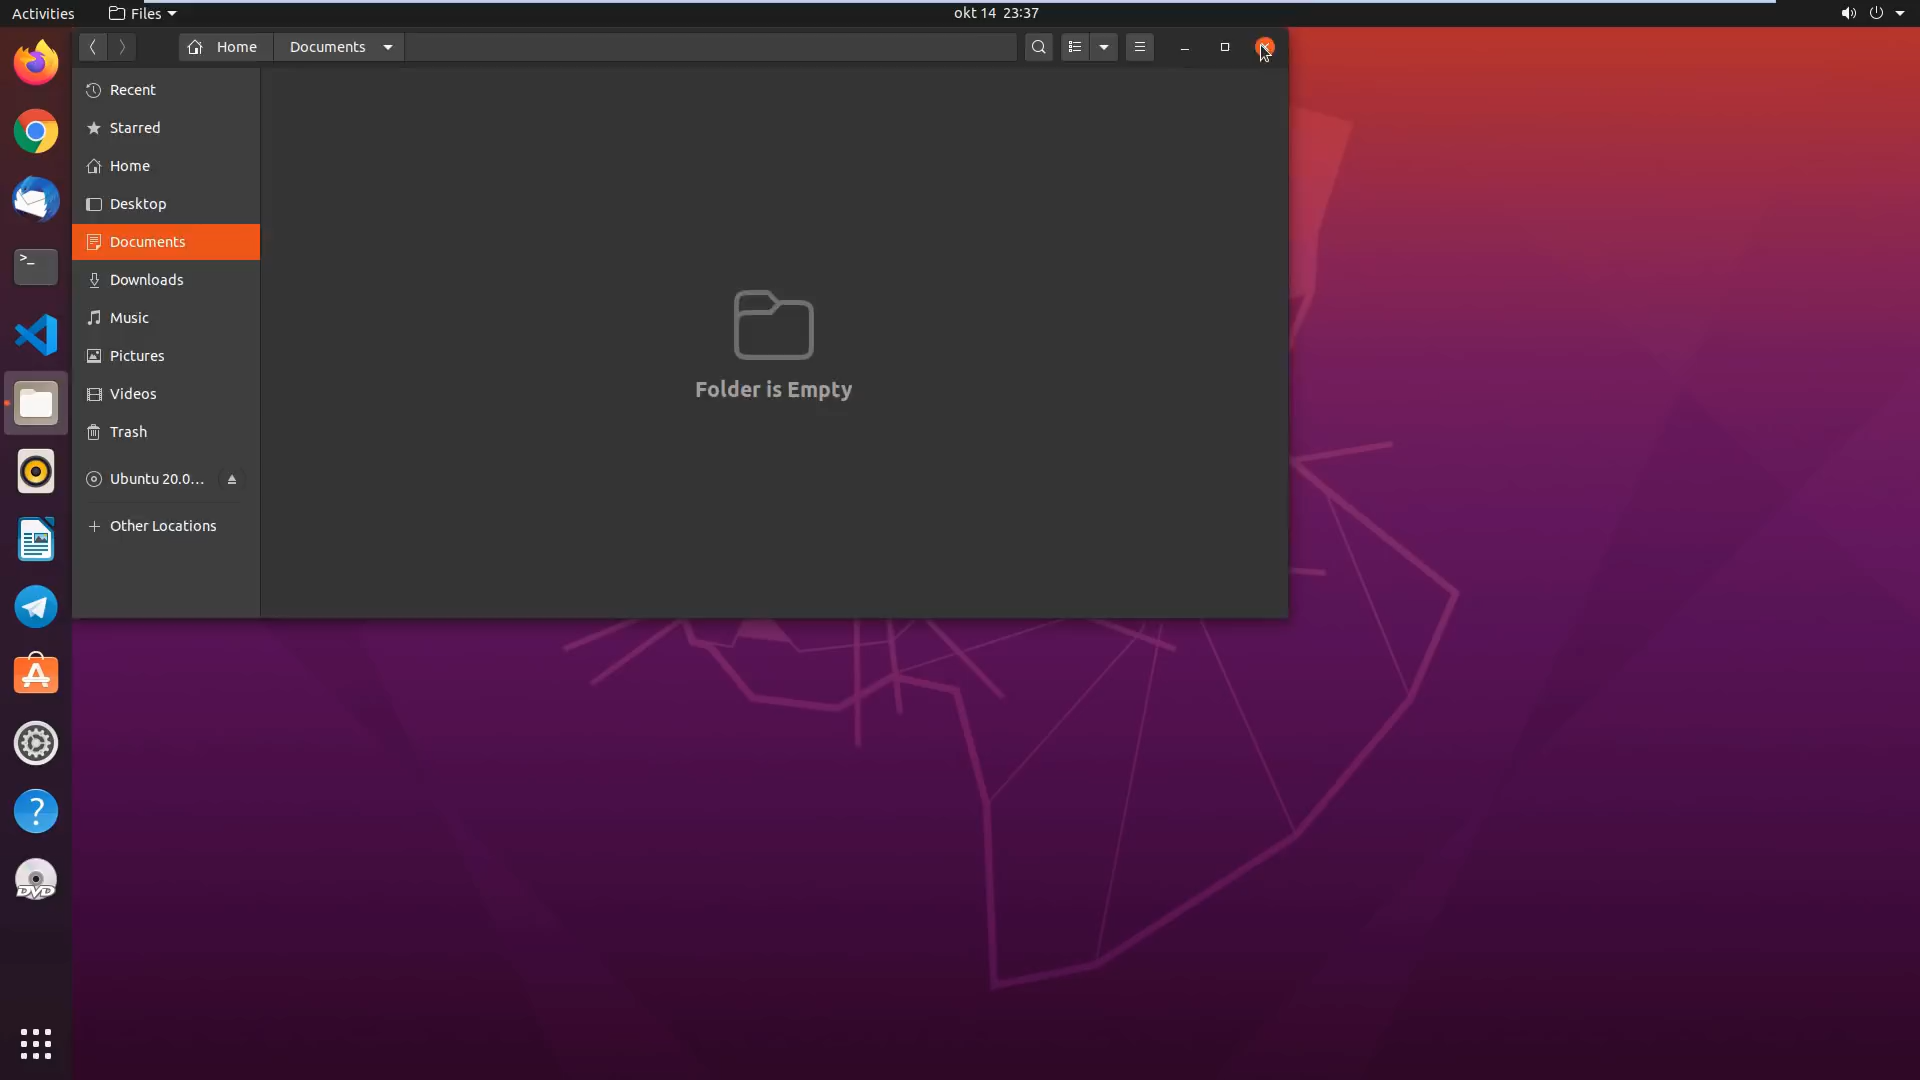 Activities
Files
okt 14 23:37
Home
Documents
Recent
Starred
Home
Desktop
Documents
Downloads
Music
Pictures
Videos
Trash
Ubuntu 20.0…
Other Locations
Folder is Empty
>_
A
?
DVD